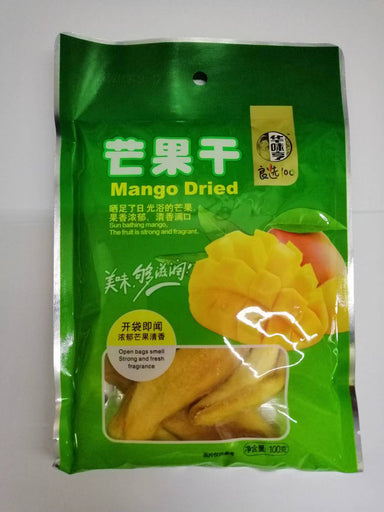 华味亨
良选100
芒果干
Mango Dried
晒足了日光浴的芒果,
果香浓郁, 清香满口
Sun bathing mango,
The fruit is strong and fragrant.
美味,够滋润!
开袋即闻
浓郁芒果清香
Open bags smell
Strong and fresh
fragrance
净含量: 100克